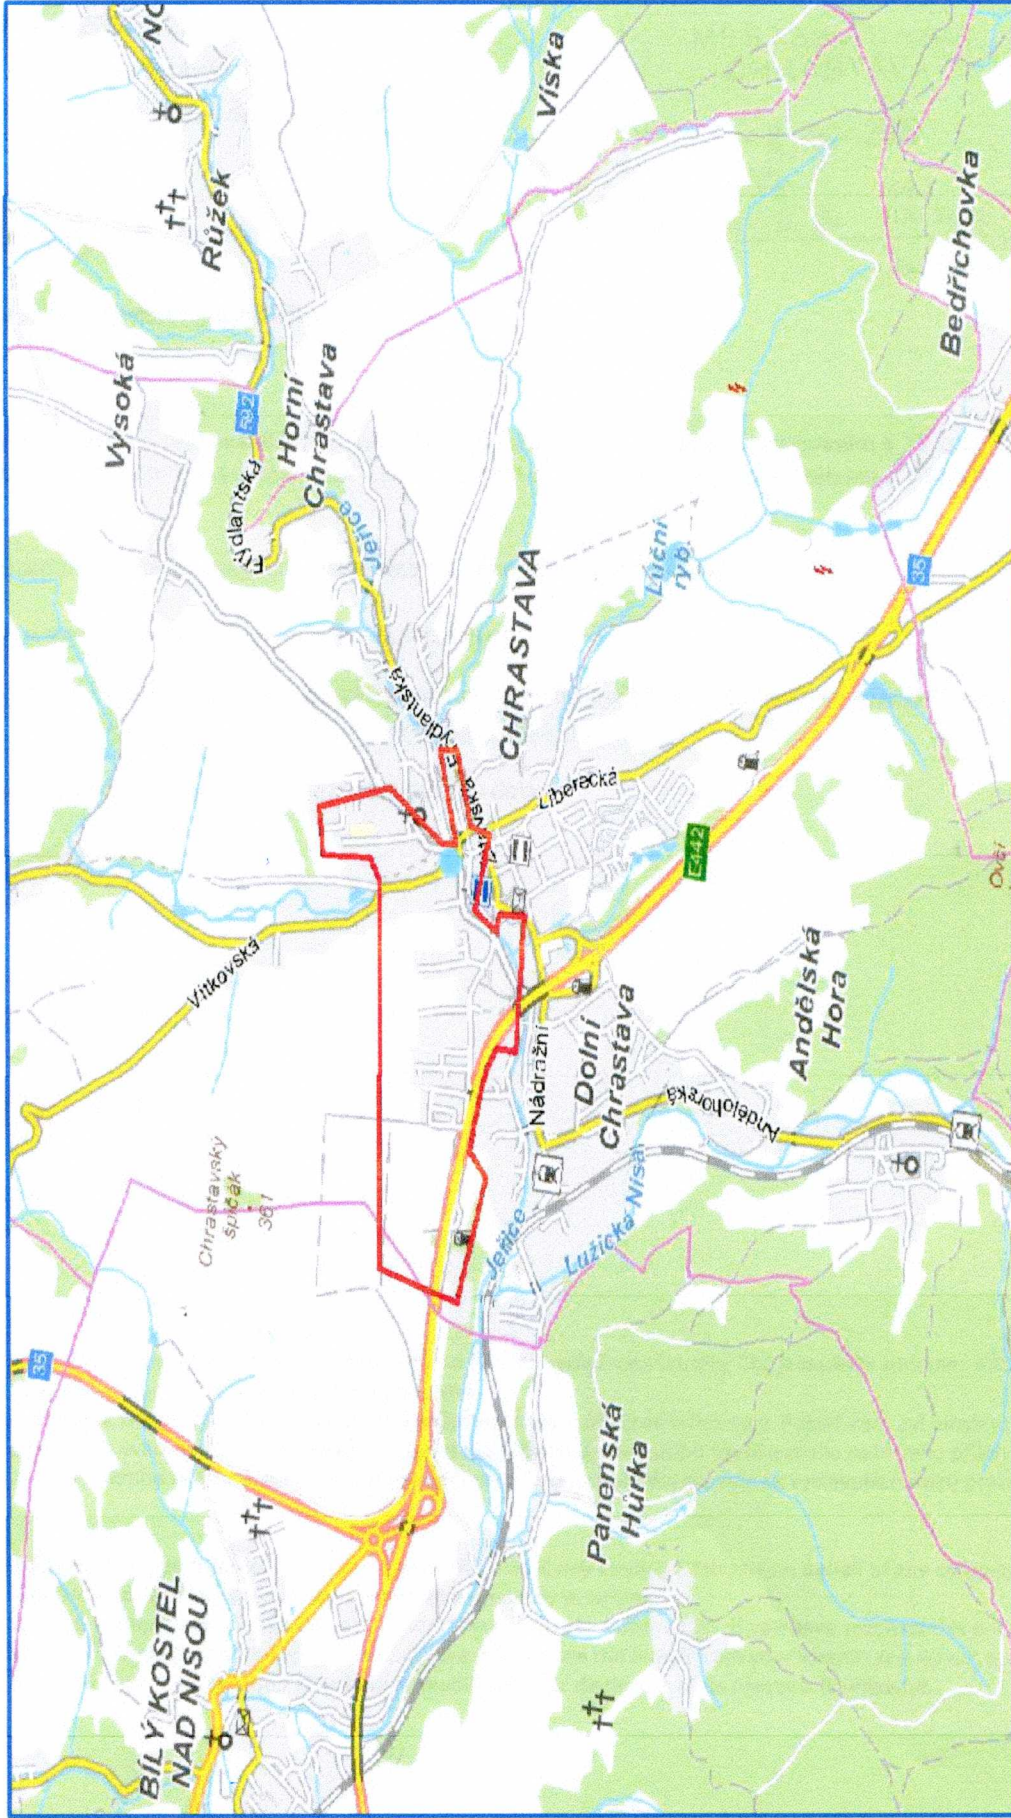 BÍLÝ KOSTEL
NAD NISOU
35
Chrastavský
špičák
361
Vítkovská
Vysoká
592
Frýdlantská
Růžek
NO
Horní
Chrastava
Jeřice
Frýdlantská
CHRASTAVA
Liberecká
Víska
Nádražní
Dolní
Chrastava
Jeřice
Lužická Nisa
Andělohorská
Panenská
Hůrka
Andělská
Hora
E442
Luční
ryb.
35
Bedřichovka